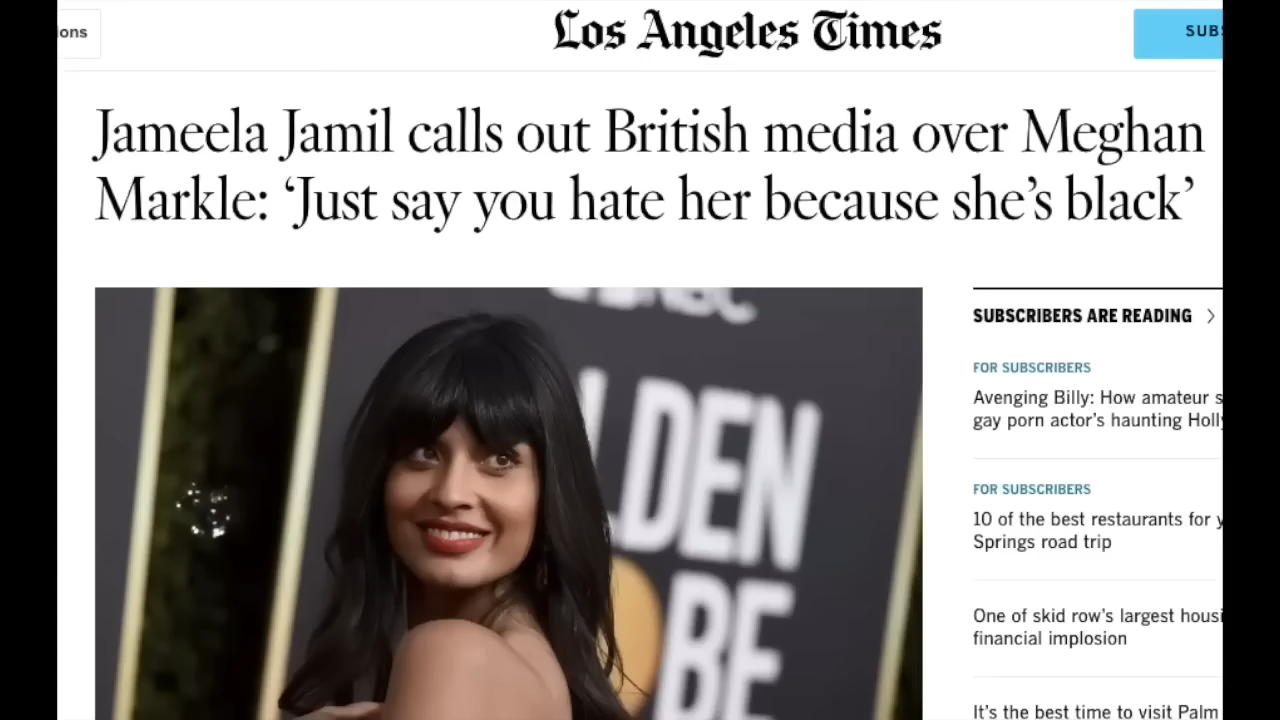 ions
Los Angeles Times
SUBS
Jameela Jamil calls out British media over Meghan
Markle: ‘Just say you hate her because she’s black’
LDEN
BE
SUBSCRIBERS ARE READING
FOR SUBSCRIBERS
Avenging Billy: How amateur s
gay porn actor’s haunting Holly
FOR SUBSCRIBERS
10 of the best restaurants for y
Springs road trip
One of skid row’s largest housi
financial implosion
It’s the best time to visit Palm